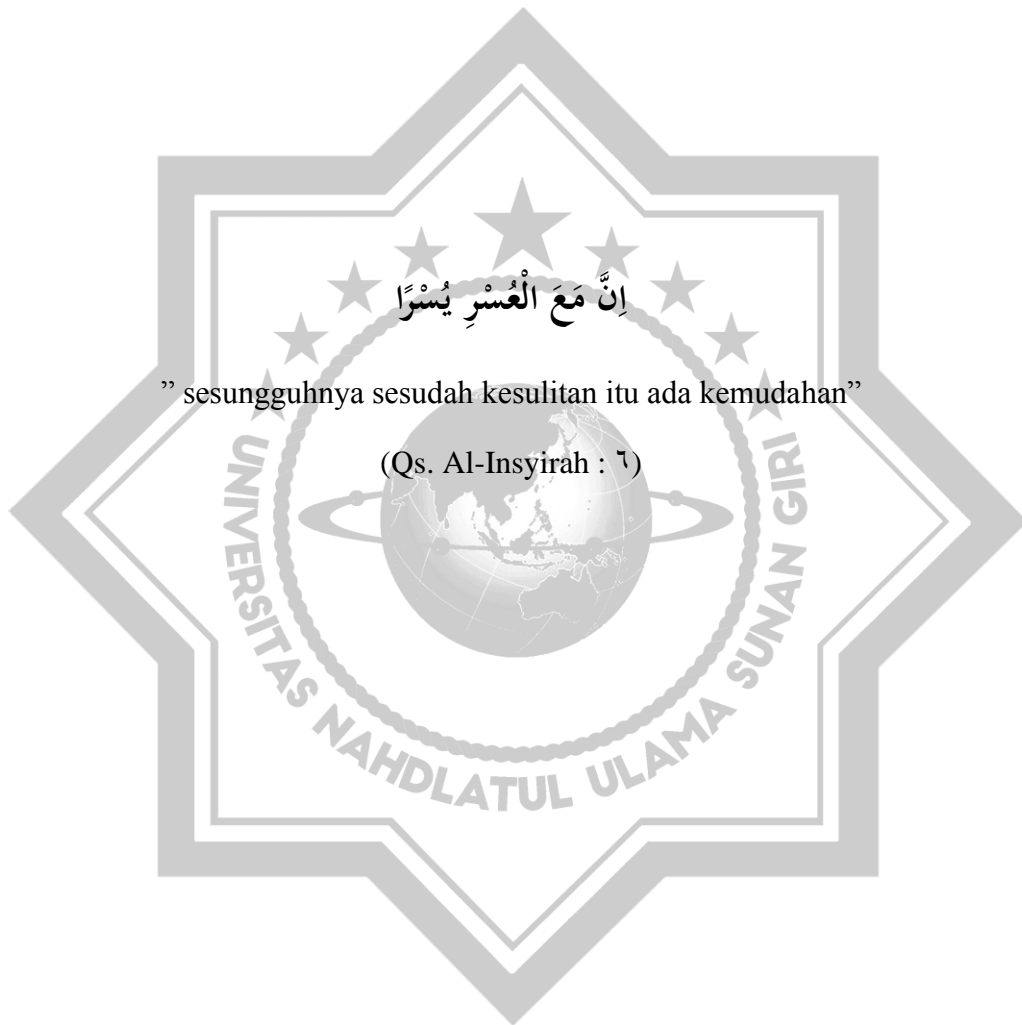 اِنَّ مَعَ الْعُسْرِ يُسْرًا
” sesungguhnya sesudah kesulitan itu ada kemudahan”
(Qs. Al-Insyirah : ٦)
UNIVERSITAS NAHDLATUL ULAMA SUNAN GIRI